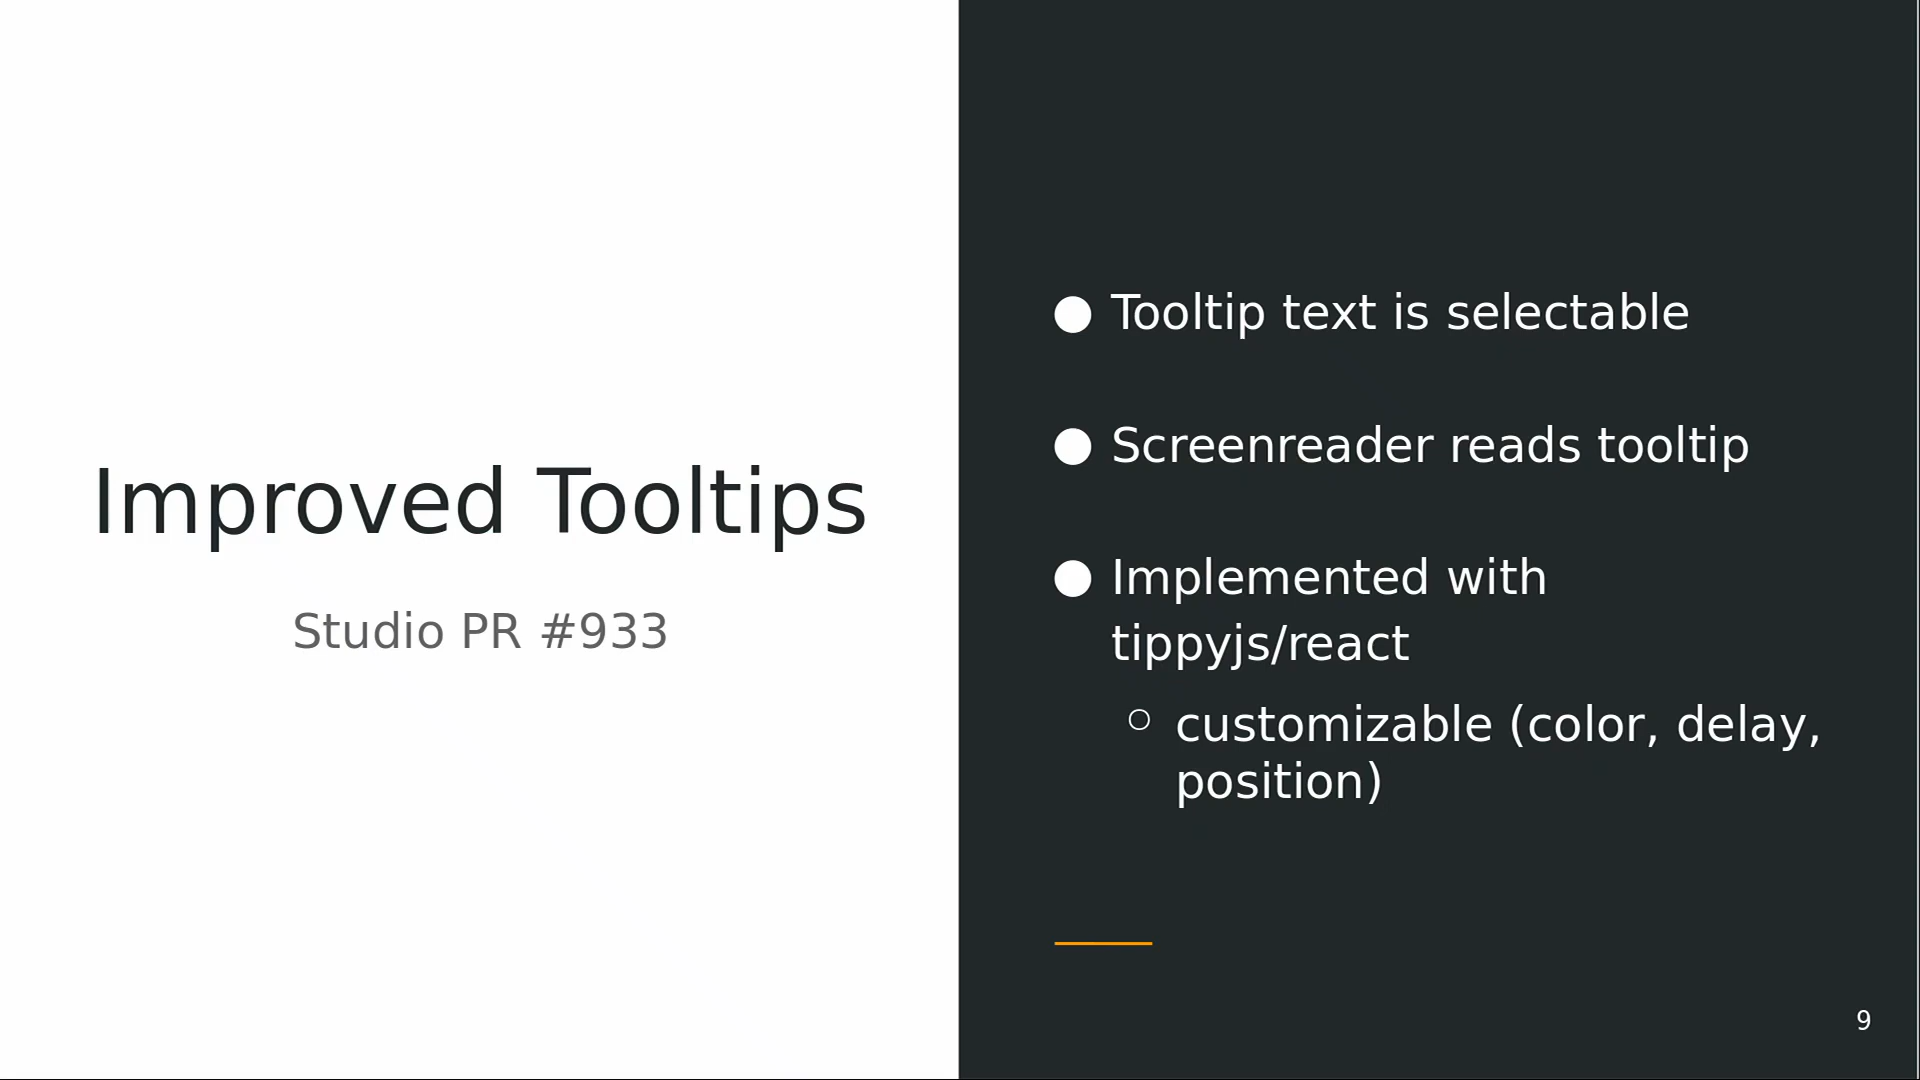 Improved Tooltips
Studio PR #933
● Tooltip text is selectable
● Screenreader reads tooltip
● Implemented with
tippyjs/react
○ customizable (color, delay,
position)
9